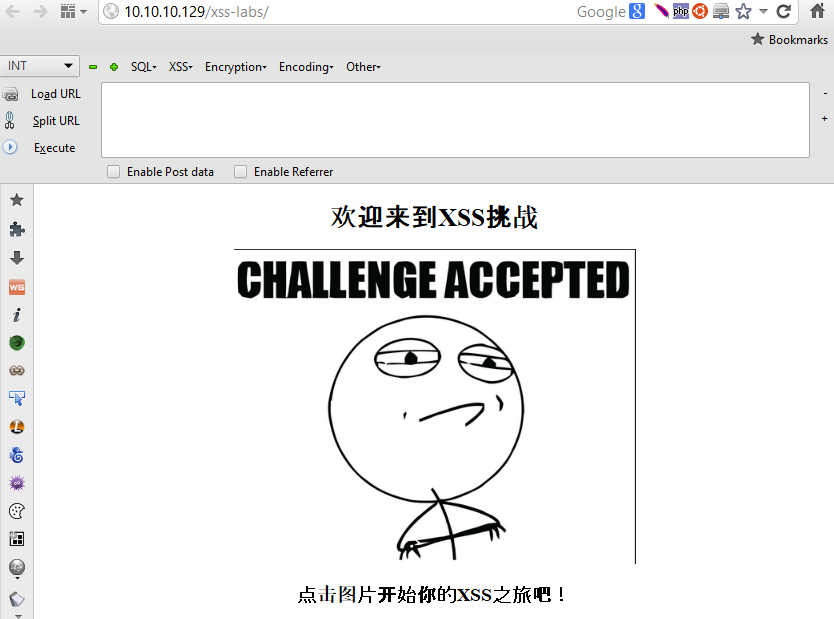 10.10.10.129/xss-labs/
Google
8
php
Bookmarks
INT
SQL
XSS
Encryption
Encoding
Other
Load URL
-
Split URL
+
Execute
Enable Post data
Enable Referrer
WS
i
欢迎来到XSS挑战
CHALLENGE ACCEPTED
点击图片开始你的XSS之旅吧！